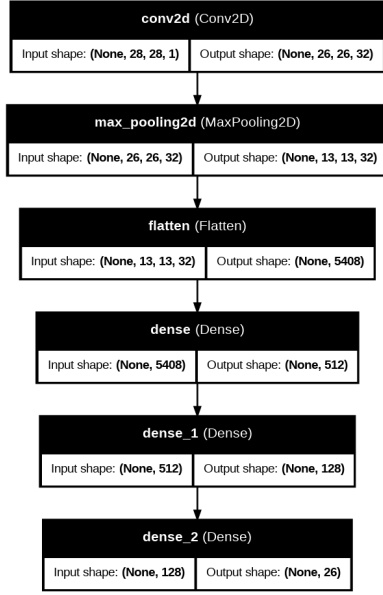 conv2d (Conv2D)
Input shape: (None, 28, 28, 1) Output shape: (None, 26, 26, 32)
max_pooling2d (MaxPooling2D)
Input shape: (None, 26, 26, 32) Output shape: (None, 13, 13, 32)
flatten (Flatten)
Input shape: (None, 13, 13, 32) Output shape: (None, 5408)
dense (Dense)
Input shape: (None, 5408) Output shape: (None, 512)
dense_1 (Dense)
Input shape: (None, 512) Output shape: (None, 128)
dense_2 (Dense)
Input shape: (None, 128) Output shape: (None, 26)